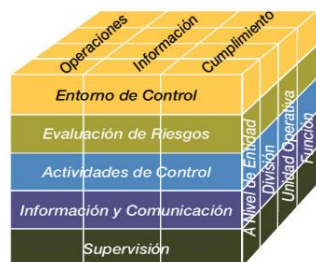 Operaciones
Información
Cumplimiento
Entorno de Control
Evaluación de Riesgos
Actividades de Control
Información y Comunicación
Supervisión
A Nivel de Entidad
División
Unidad Operativa
Función